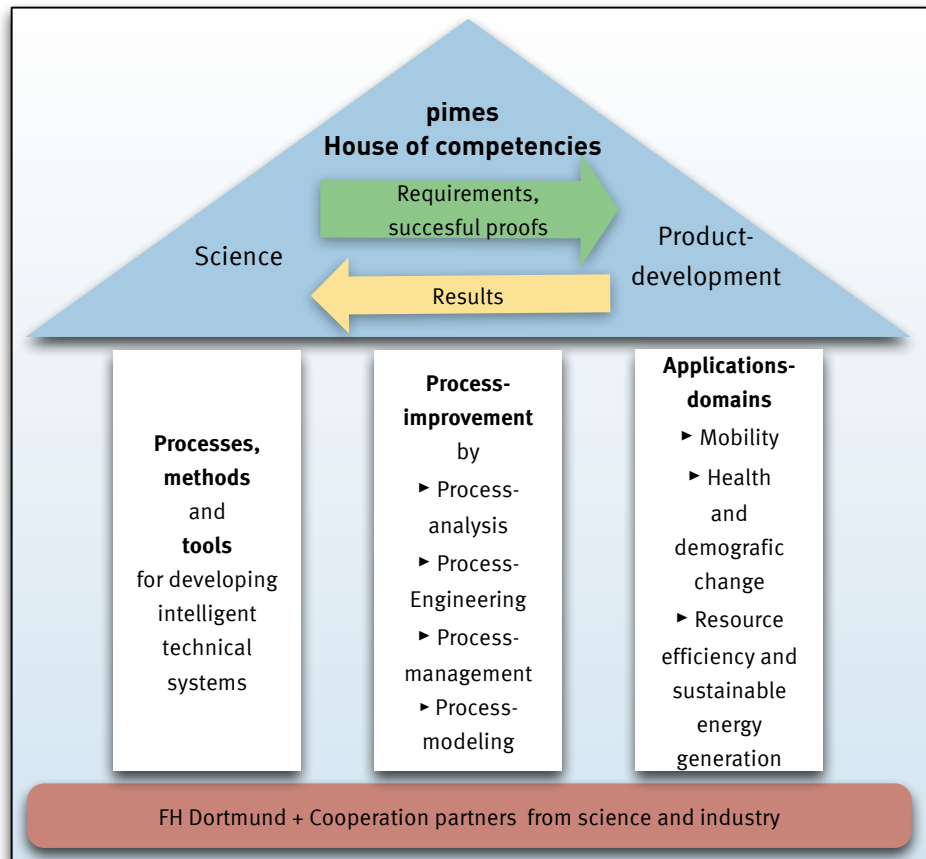 pimes
House of competencies
Requirements,
succesful proofs
Science
Product-
development
Results
Processes,
methods
and
tools
for developing
intelligent
technical
systems
Process-
improvement
by
► Process-
analysis
► Process-
Engineering
► Process-
management
► Process-
modeling
Applications-
domains
► Mobility
► Health
and
demografic
change
► Resource
efficiency and
sustainable
energy
generation
FH Dortmund + Cooperation partners from science and industry